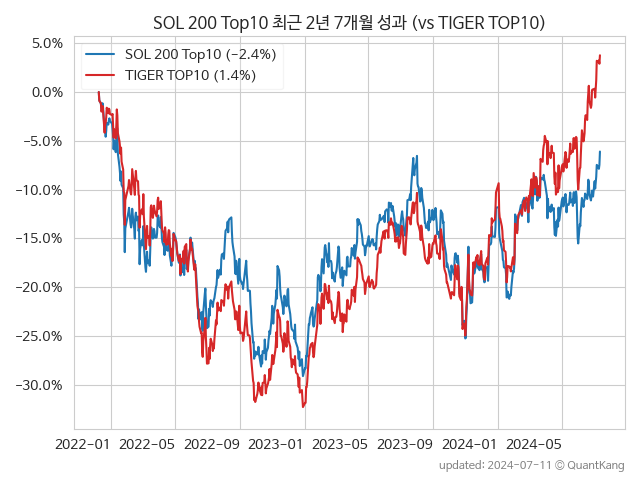 SOL 200 Top10 최근 2년 7개월 성과 (vs TIGER TOP10)
SOL 200 Top10 (−2.4%)
TIGER TOP10 (1.4%)
5.0%
0.0%
−5.0%
−10.0%
−15.0%
−20.0%
−25.0%
−30.0%
2022-01 2022-05 2022-09 2023-01 2023-05 2023-09 2024-01 2024-05
updated: 2024-07-11 © QuantKang